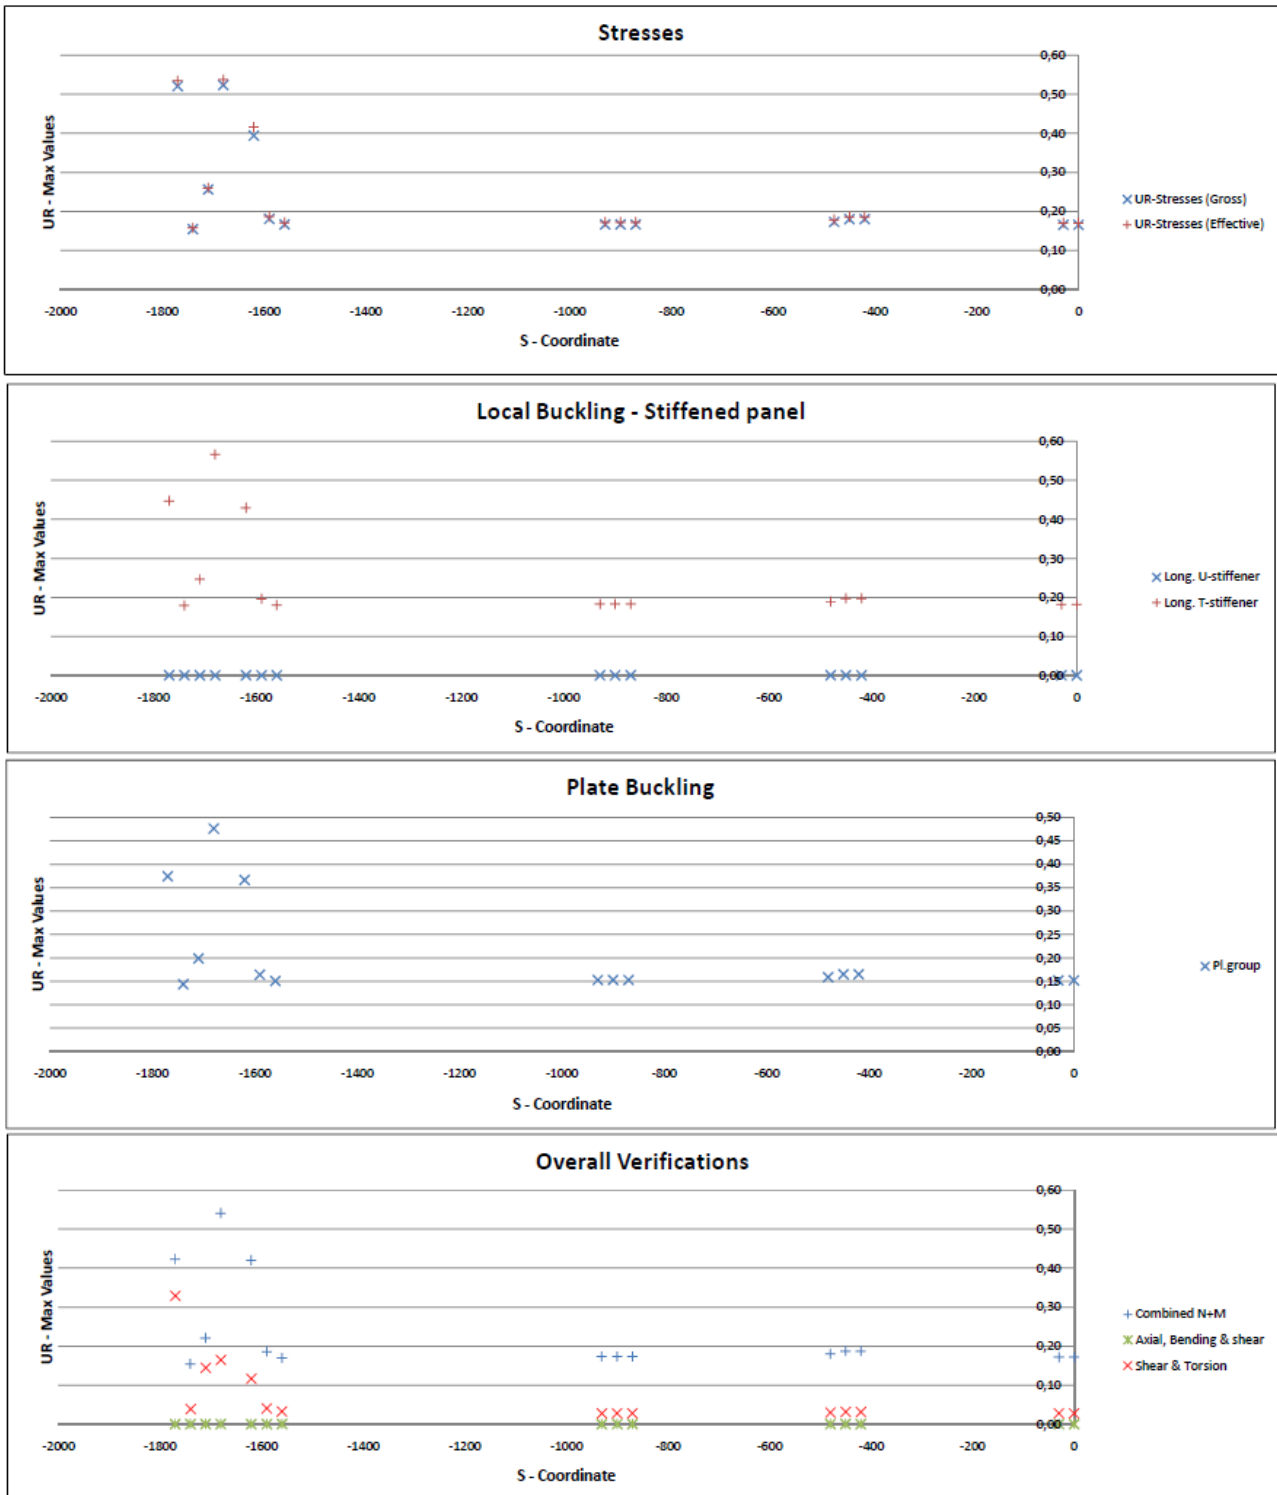 Stresses
0,60
0,50
0,40
0,30
0,20
0,10
0,00
UR - Max Values
-2000 -1800 -1600 -1400 -1200 -1000 -800 -600 -400 -200 0
S - Coordinate
UR-Stresses (Gross)
UR-Stresses (Effective)
Local Buckling - Stiffened panel
0,60
0,50
0,40
0,30
0,20
0,10
0,00
UR - Max Values
-2000 -1800 -1600 -1400 -1200 -1000 -800 -600 -400 -200 0
S - Coordinate
Long. U-stiffener
Long. T-stiffener
Plate Buckling
0,50
0,45
0,40
0,35
0,30
0,25
0,20
0,15
0,10
0,05
0,00
UR - Max Values
-2000 -1800 -1600 -1400 -1200 -1000 -800 -600 -400 -200 0
S - Coordinate
Pl.group
Overall Verifications
0,60
0,50
0,40
0,30
0,20
0,10
0,00
UR - Max Values
-2000 -1800 -1600 -1400 -1200 -1000 -800 -600 -400 -200 0
S - Coordinate
Combined N+M
Axial, Bending & shear
Shear & Torsion